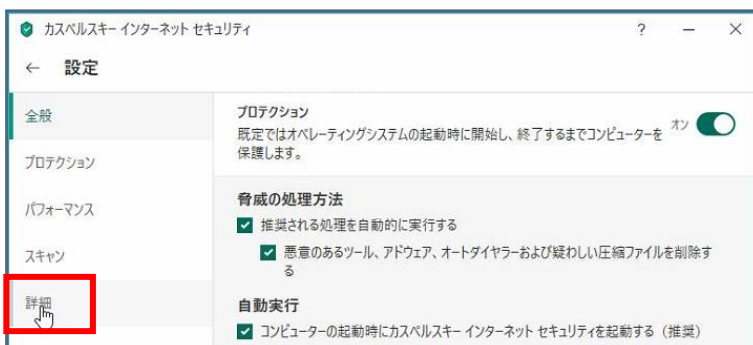 カスペルスキー インターネット セキュリティ
?
← 設定
全般
プロテクション
パフォーマンス
スキャン
詳細
プロテクション
既定ではオペレーティングシステムの起動時に開始し、終了するまでコンピューターを
保護します。
オン
脅威の処理方法
推奨される処理を自動的に実行する
悪意のあるツール、アドウェア、オートダイヤラーおよび疑わしい圧縮ファイルを削除す
る
自動実行
コンピューターの起動時にカスペルスキー インターネット セキュリティを起動する（推奨）